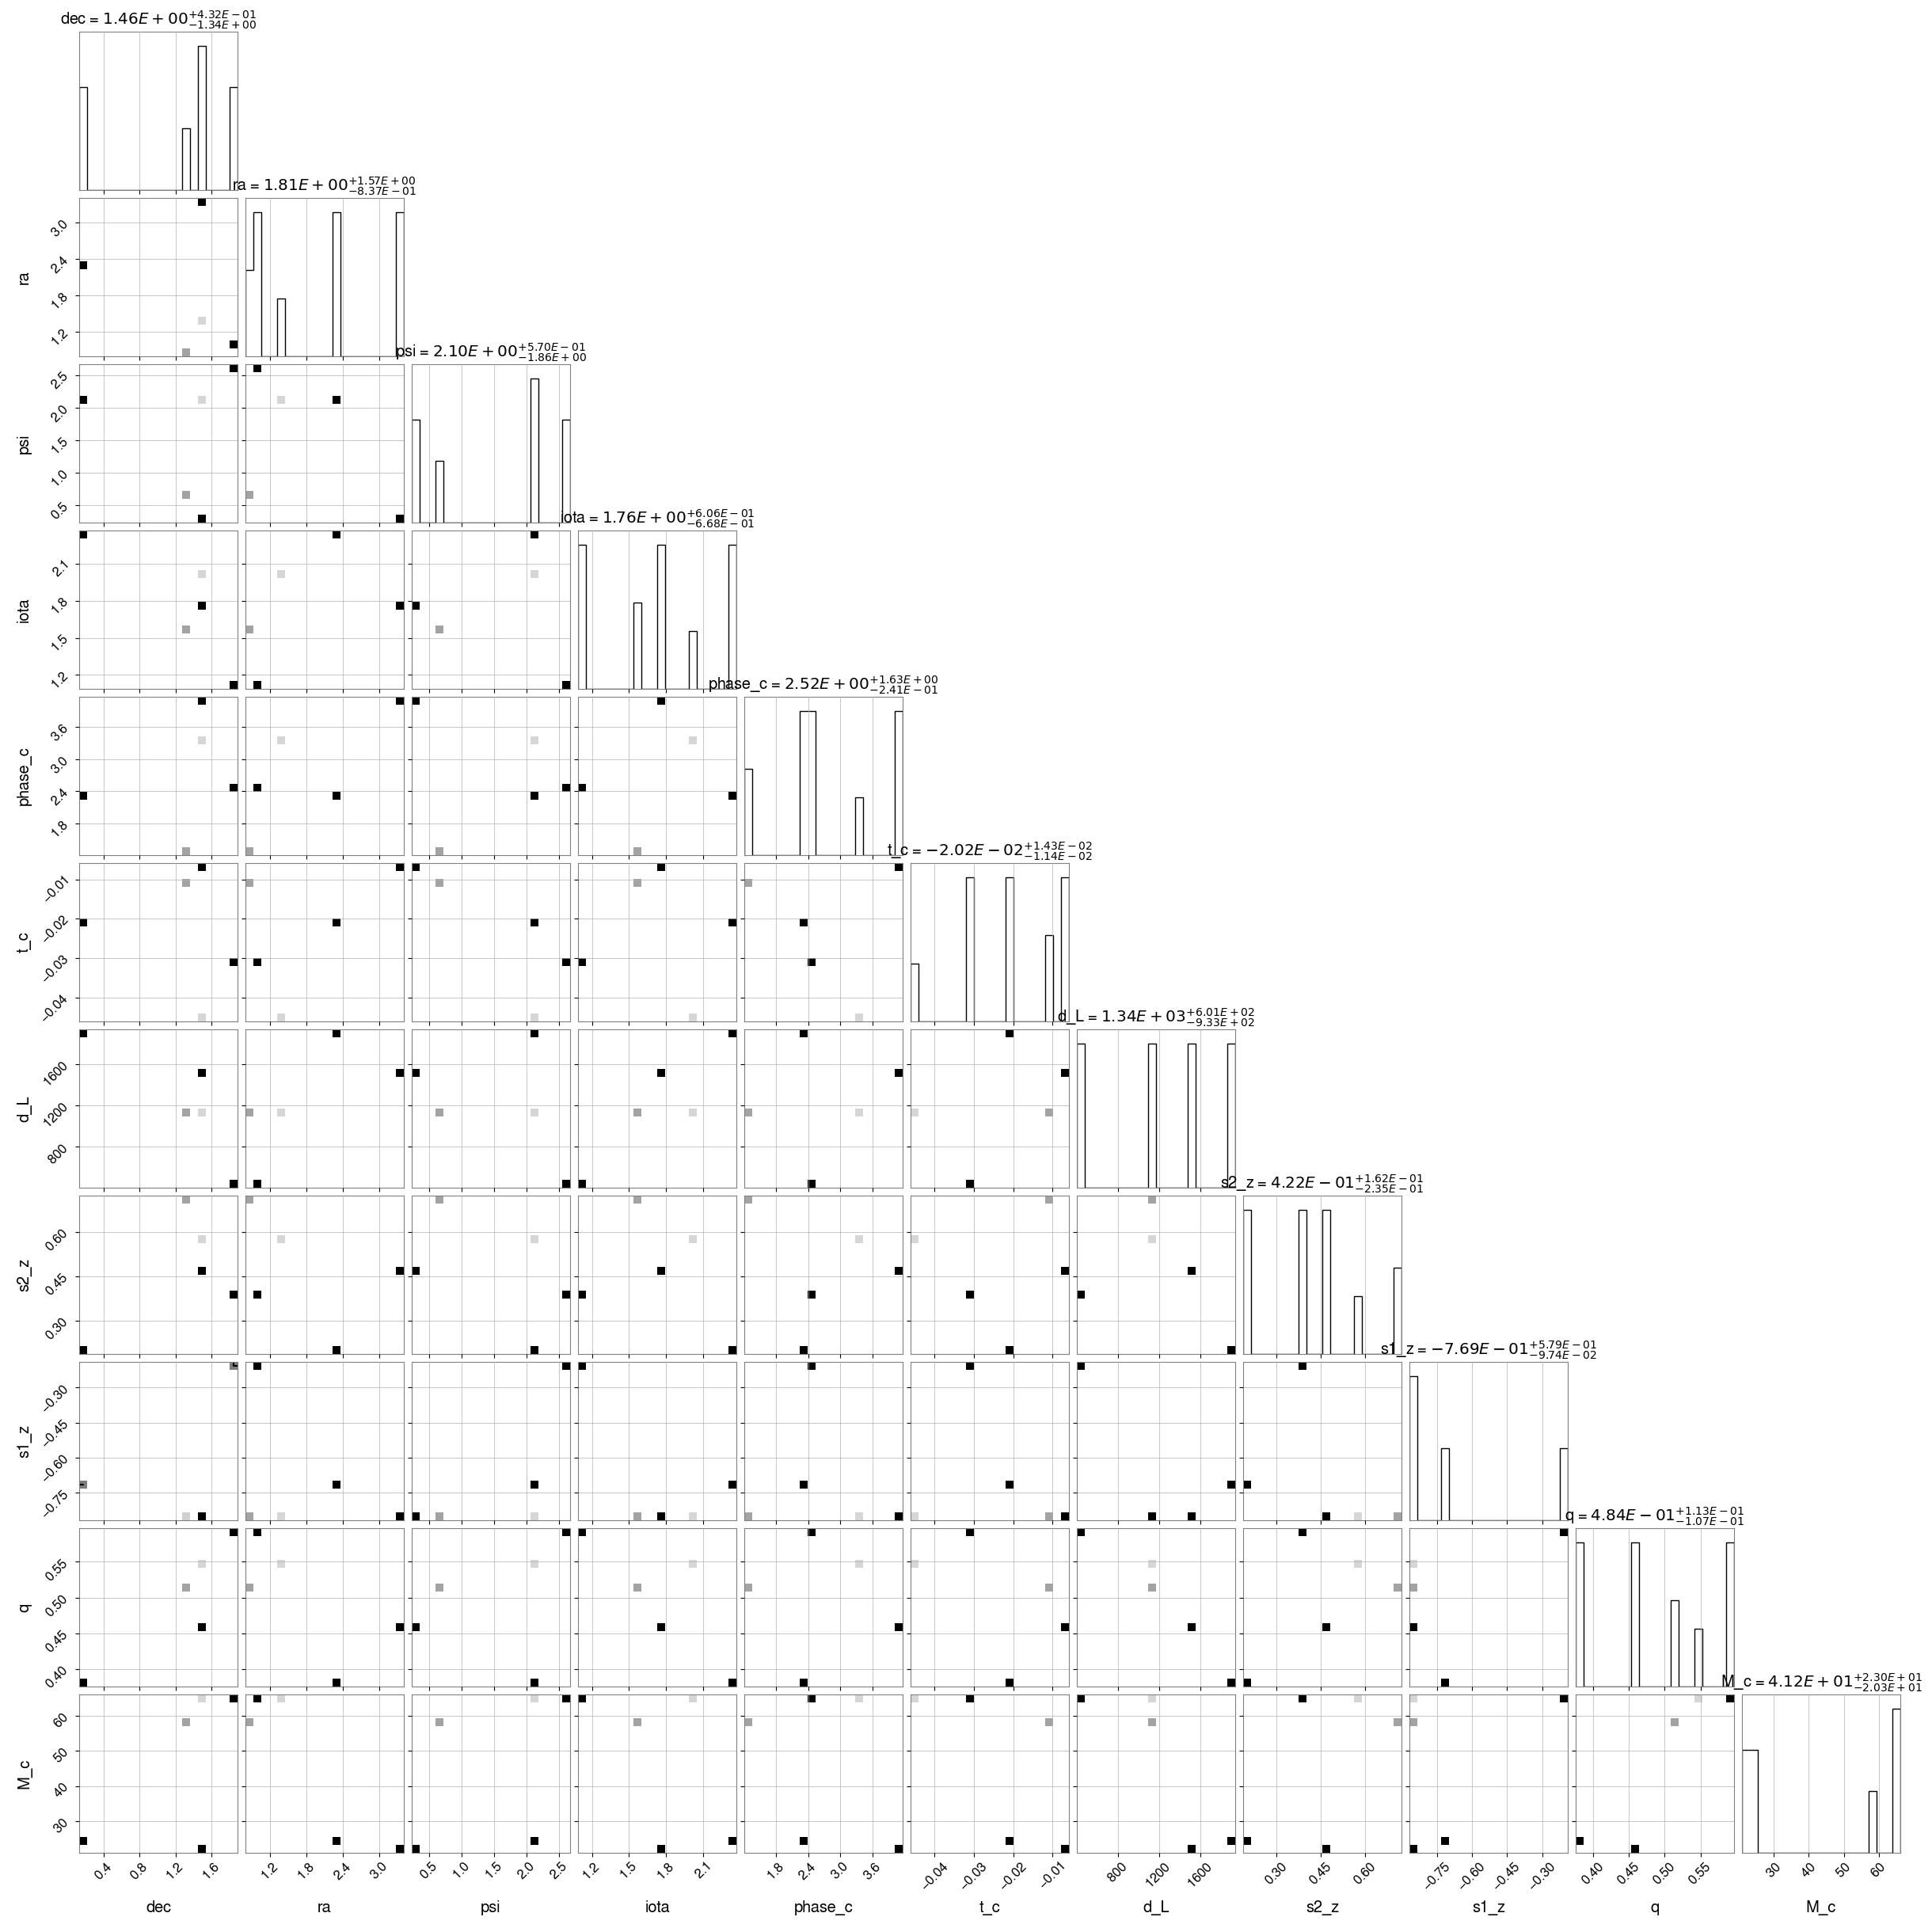 dec = 1.46E + 00 +4.32E − 01 −1.34E + 00
ra = 1.81E + 00 +1.57E + 00 −8.37E − 01
3.0
2.4
1.8
1.2
ra
psi = 2.10E + 00 +5.70E − 01 −1.86E + 00
2.5
2.0
1.5
1.0
0.5
psi
iota = 1.76E + 00 +6.06E − 01 −6.68E − 01
2.1
1.8
1.5
1.2
iota
phase_c = 2.52E + 00 +1.63E + 00 −2.41E − 01
3.6
3.0
2.4
1.8
phase_c
t_c = −2.02E − 02 +1.43E − 02 −1.14E − 02
−0.01
−0.02
−0.03
−0.04
t_c
d_L = 1.34E + 03 +6.01E + 02 −9.33E + 02
1600
1200
800
d_L
s2_z = 4.22E − 01 +1.62E − 01 −2.35E − 01
0.60
0.45
0.30
s2_z
s1_z = −7.69E − 01 +5.79E − 01 −9.74E − 02
−0.30
−0.45
−0.60
−0.75
s1_z
q = 4.84E − 01 +1.13E − 01 −1.07E − 01
0.55
0.50
0.45
0.40
q
M_c = 4.12E + 01 +2.30E + 01 −2.03E + 01
60
50
40
30
M_c
0.4 0.8 1.2 1.6 1.2 1.8 2.4 3.0 0.5 1.0 1.5 2.0 2.5 1.2 1.5 1.8 2.1 1.8 2.4 3.0 3.6 −0.04 −0.03 −0.02 −0.01 800 1200 1600 0.30 0.45 0.60 −0.75 −0.60 −0.45 −0.30 0.40 0.45 0.50 0.55 30 40 50 60
dec ra psi iota phase_c t_c d_L s2_z s1_z q M_c